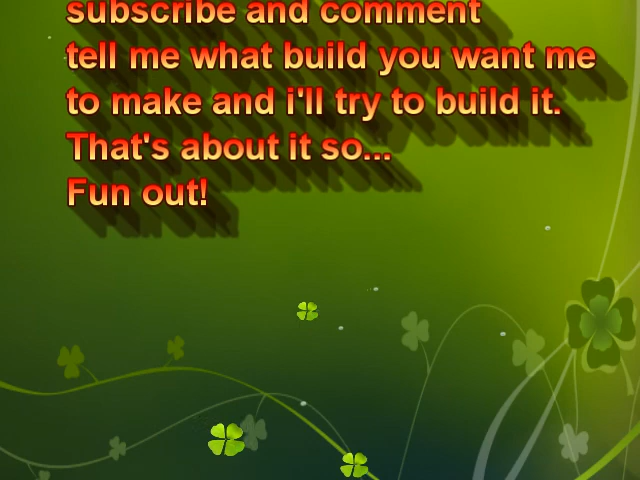 subscribe and comment
tell me what build you want me
to make and i'll try to build it.
That's about it so...
Fun out!